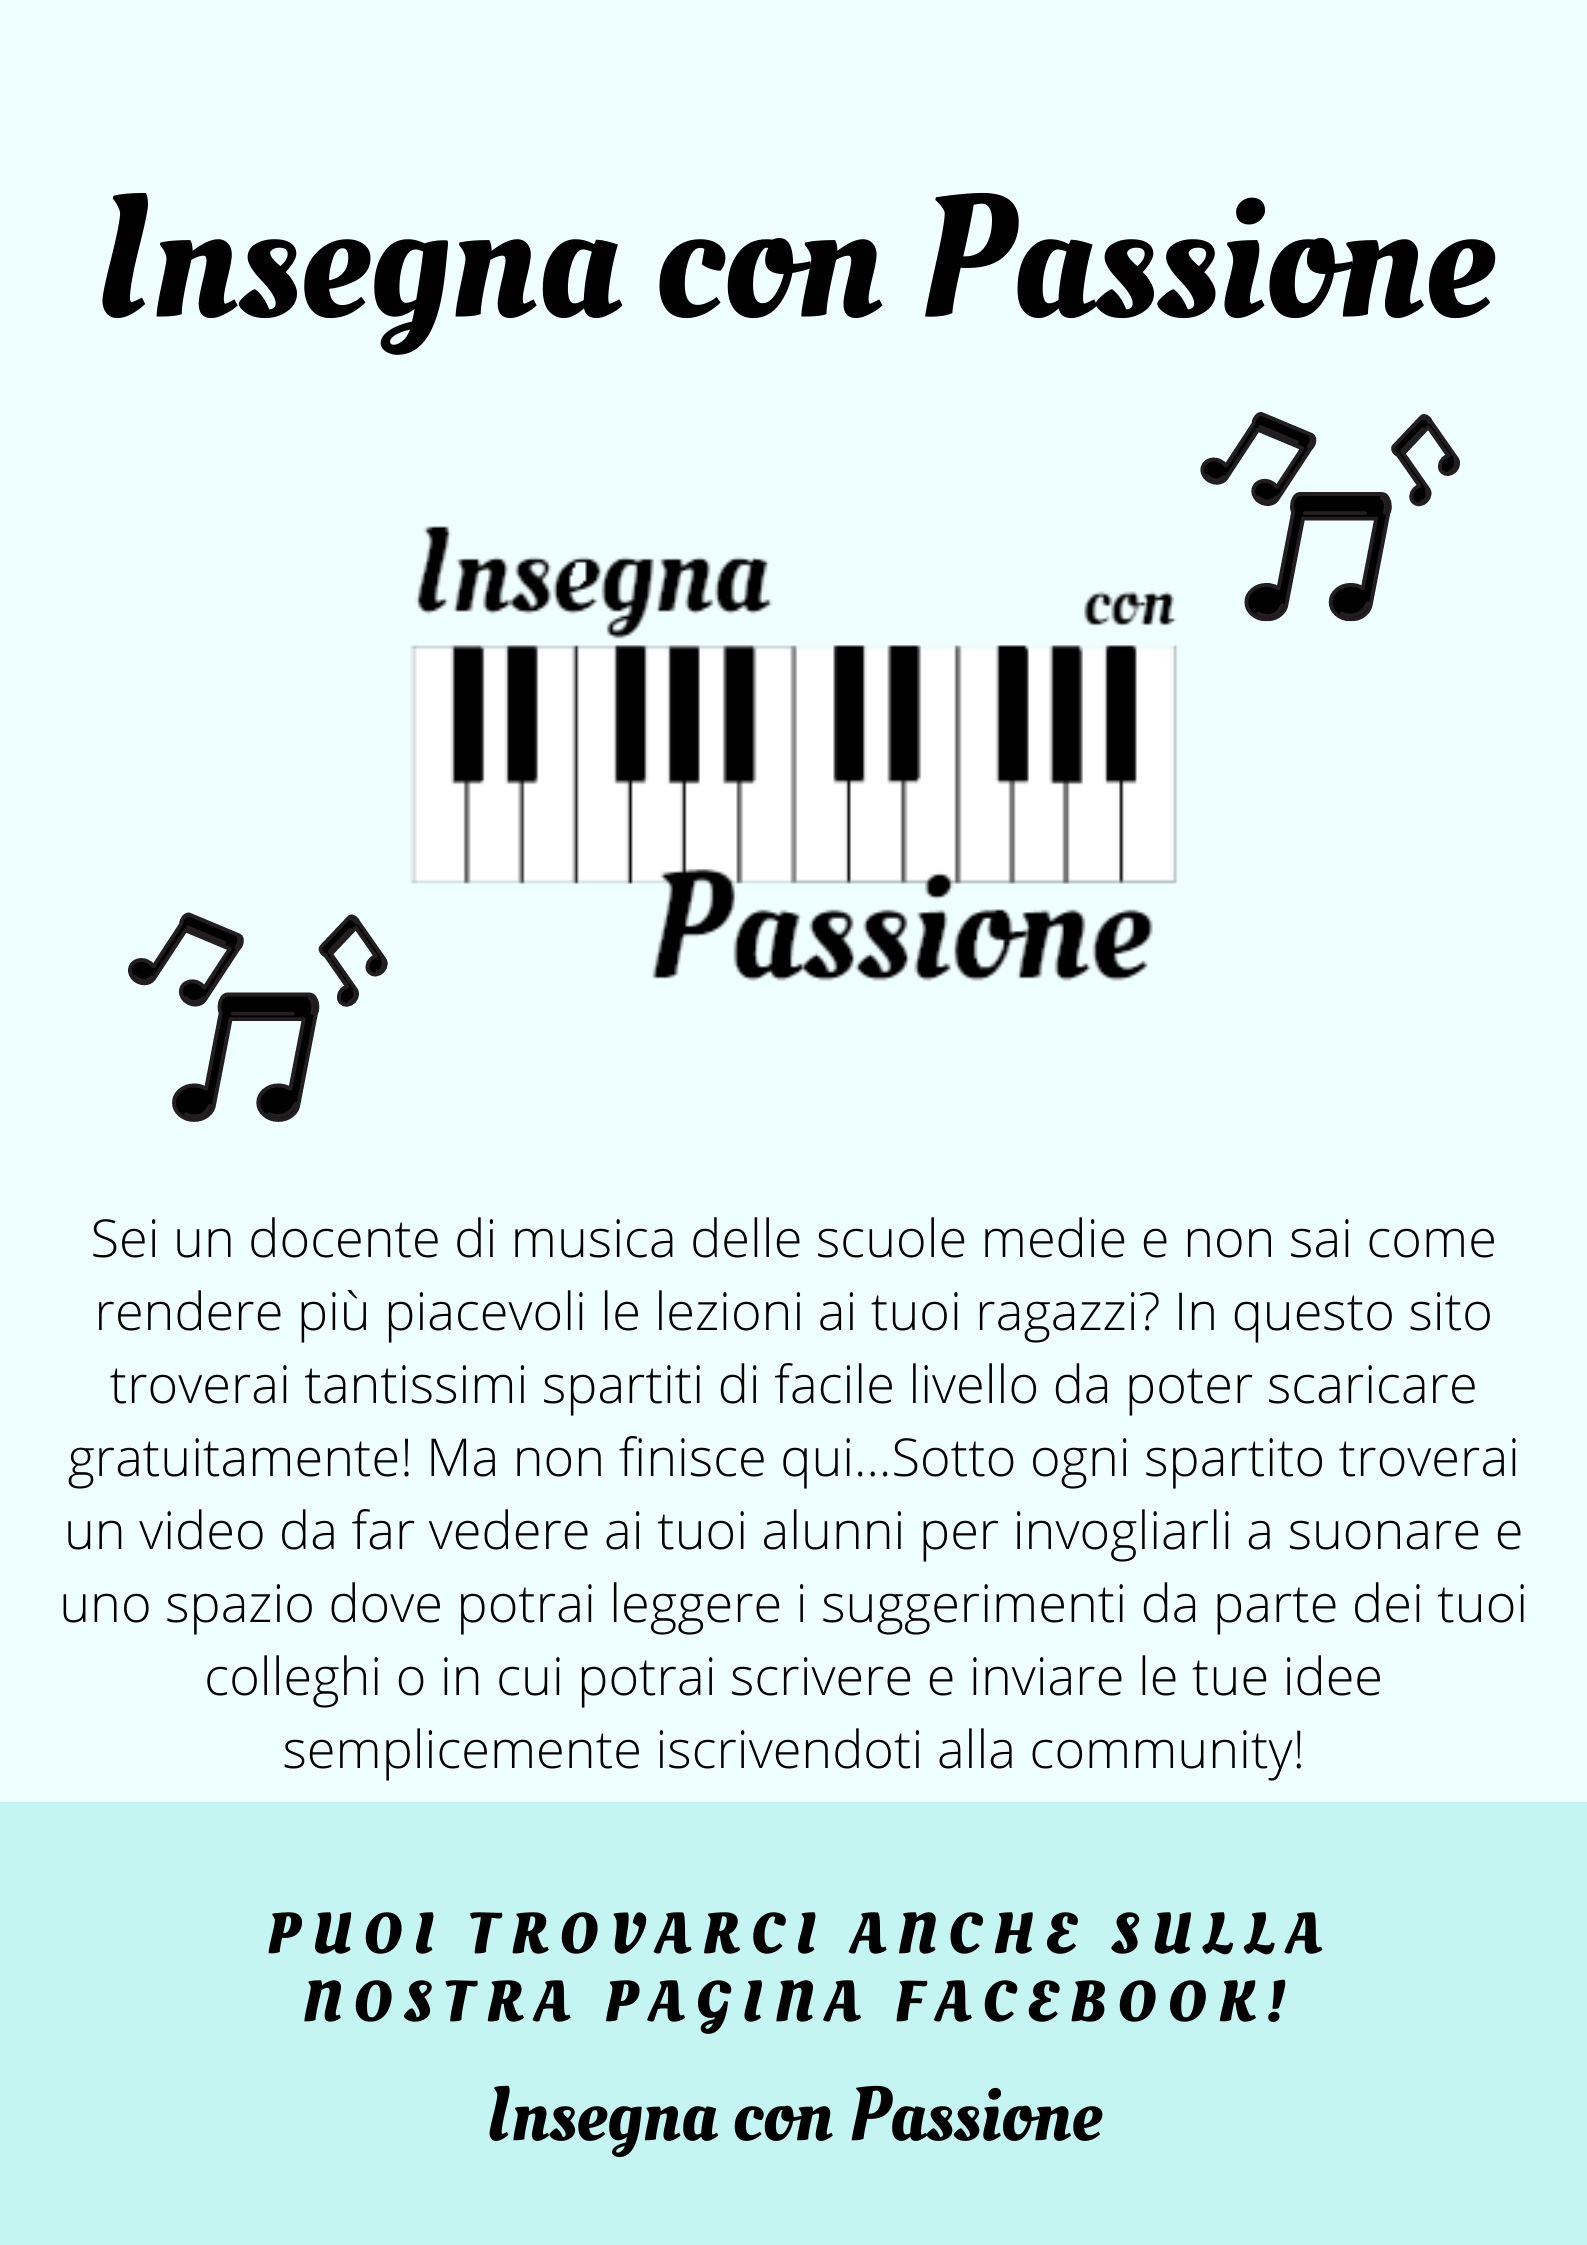 Insegna con Passione
Insegna
con
Passione
Sei un docente di musica delle scuole medie e non sai come
rendere più piacevoli le lezioni ai tuoi ragazzi? In questo sito
troverai tantissimi spartiti di facile livello da poter scaricare
gratuitamente! Ma non finisce qui...Sotto ogni spartito troverai
un video da far vedere ai tuoi alunni per invogliarli a suonare e
uno spazio dove potrai leggere i suggerimenti da parte dei tuoi
colleghi o in cui potrai scrivere e inviare le tue idee
semplicemente iscrivendoti alla community!
PUOI TROVARCI ANCHE SULLA
NOSTRA PAGINA FACEBOOK!
Insegna con Passione